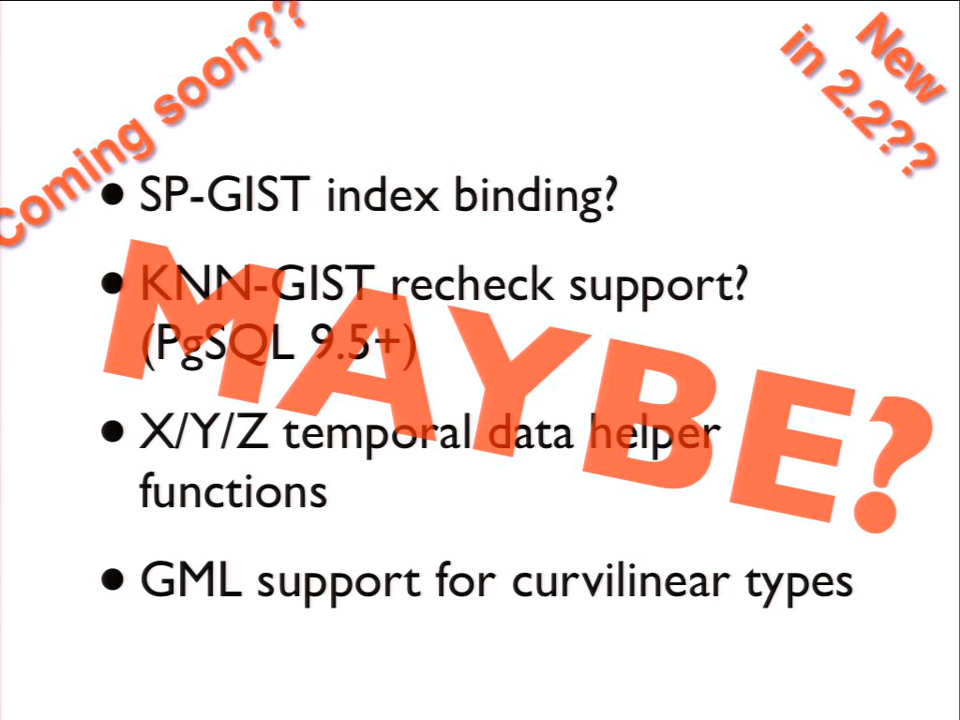 Coming soon??
New
in 2.2??
• SP-GIST index binding?
• KNN-GIST recheck support?
(PgSQL 9.5+)
MAYBE?
• X/Y/Z temporal data helper
functions
• GML support for curvilinear types